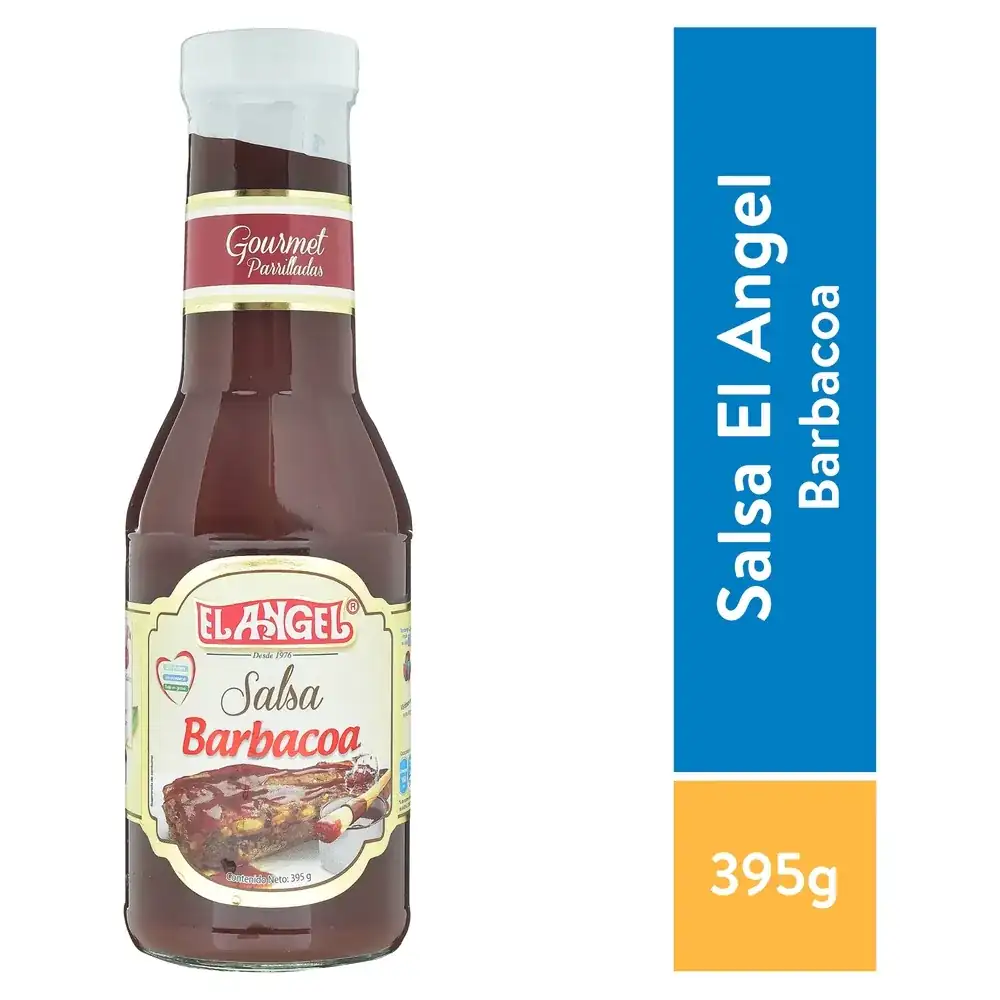 Gourmet
Parrilladas
EL ANGEL®
Desde 1976
Salsa
Barbacoa
Contenido Neto: 395 g
Salsa El Angel
Barbacoa
395g